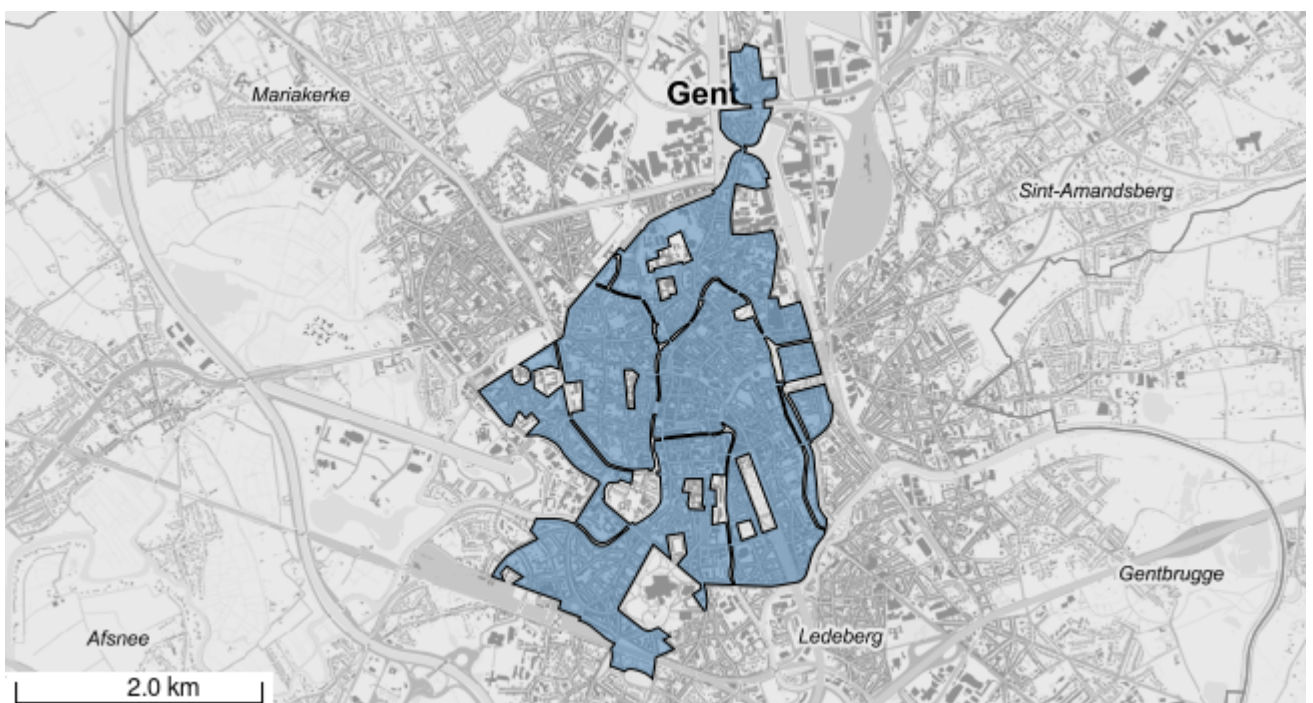 Mariakerke
Gent
Sint-Amandsberg
Gentbrugge
Afsnee
Ledeberg
2.0 km